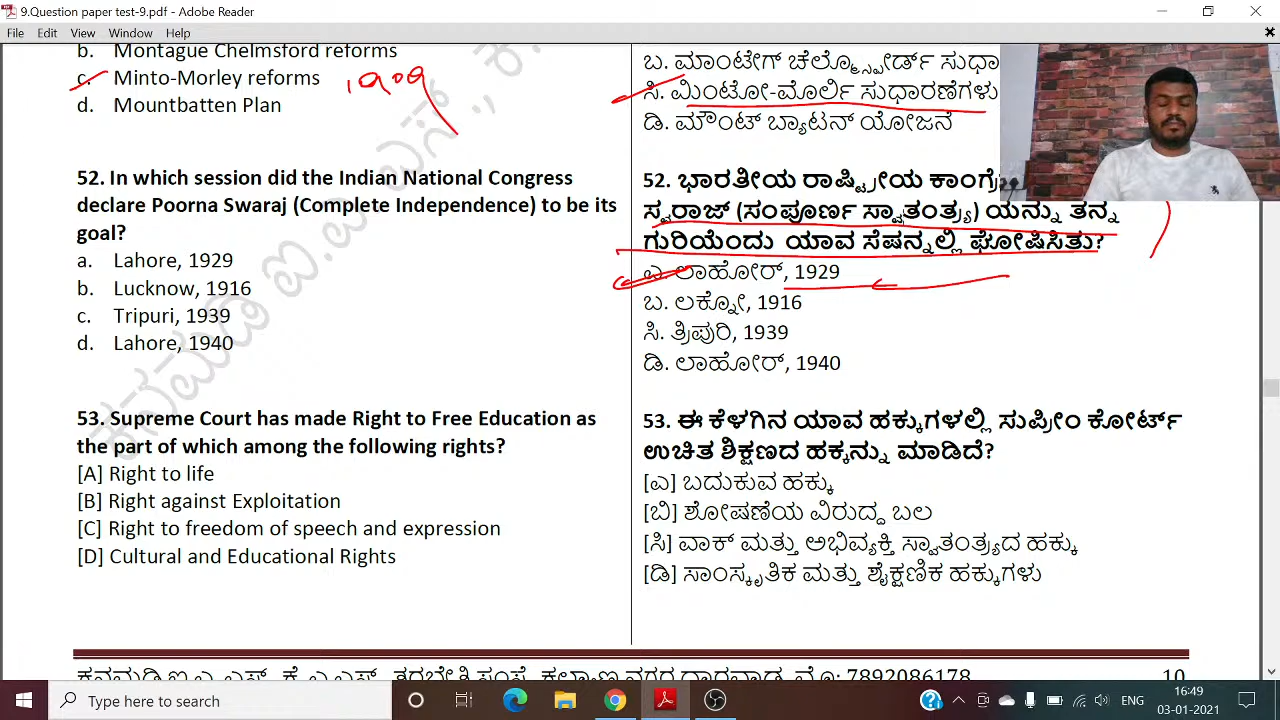 9.Question paper test-9.pdf - Adobe Reader
File Edit View Window Help
b. Montague Chelmsford reforms
c. Minto-Morley reforms 1909
d. Mountbatten Plan
52. In which session did the Indian National Congress
declare Poorna Swaraj (Complete Independence) to be its
goal?
a. Lahore, 1929
b. Lucknow, 1916
c. Tripuri, 1939
d. Lahore, 1940
53. Supreme Court has made Right to Free Education as
the part of which among the following rights?
[A] Right to life
[B] Right against Exploitation
[C] Right to freedom of speech and expression
[D] Cultural and Educational Rights
ಬ. ಮಾಂಟೇಗ್ ಚೆಲ್ಮ್ಸ್ಫೋರ್ಡ್ ಸುಧಾ
ಸಿ. ಮಿಂಟೋ-ಮೊರ್ಲಿ ಸುಧಾರಣೆಗಳು
ಡಿ. ಮೌಂಟ್ ಬ್ಯಾಟನ್ ಯೋಜನೆ
52. ಭಾರತೀಯ ರಾಷ್ಟ್ರೀಯ ಕಾಂಗ್ರೆ
ಸ್ವರಾಜ್ (ಸಂಪೂರ್ಣ ಸ್ವಾತಂತ್ರ್ಯ) ಯನ್ನು ತನ್ನ
ಗುರಿಯೆಂದು ಯಾವ ಸೆಷನ್ನಲ್ಲಿ ಘೋಷಿಸಿತು?
ಎ. ಲಾಹೋರ್, 1929
ಬ. ಲಕ್ನೋ, 1916
ಸಿ. ತ್ರಿಪುರಿ, 1939
ಡಿ. ಲಾಹೋರ್, 1940
53. ಈ ಕೆಳಗಿನ ಯಾವ ಹಕ್ಕುಗಳಲ್ಲಿ ಸುಪ್ರೀಂ ಕೋರ್ಟ್
ಉಚಿತ ಶಿಕ್ಷಣದ ಹಕ್ಕನ್ನು ಮಾಡಿದೆ?
[ಎ] ಬದುಕುವ ಹಕ್ಕು
[ಬಿ] ಶೋಷಣೆಯ ವಿರುದ್ಧ ಬಲ
[ಸಿ] ವಾಕ್ ಮತ್ತು ಅಭಿವ್ಯಕ್ತಿ ಸ್ವಾತಂತ್ರ್ಯದ ಹಕ್ಕು
[ಡಿ] ಸಾಂಸ್ಕೃತಿಕ ಮತ್ತು ಶೈಕ್ಷಣಿಕ ಹಕ್ಕುಗಳು
7892086178 10
Type here to search
ENG
16:49
03-01-2021